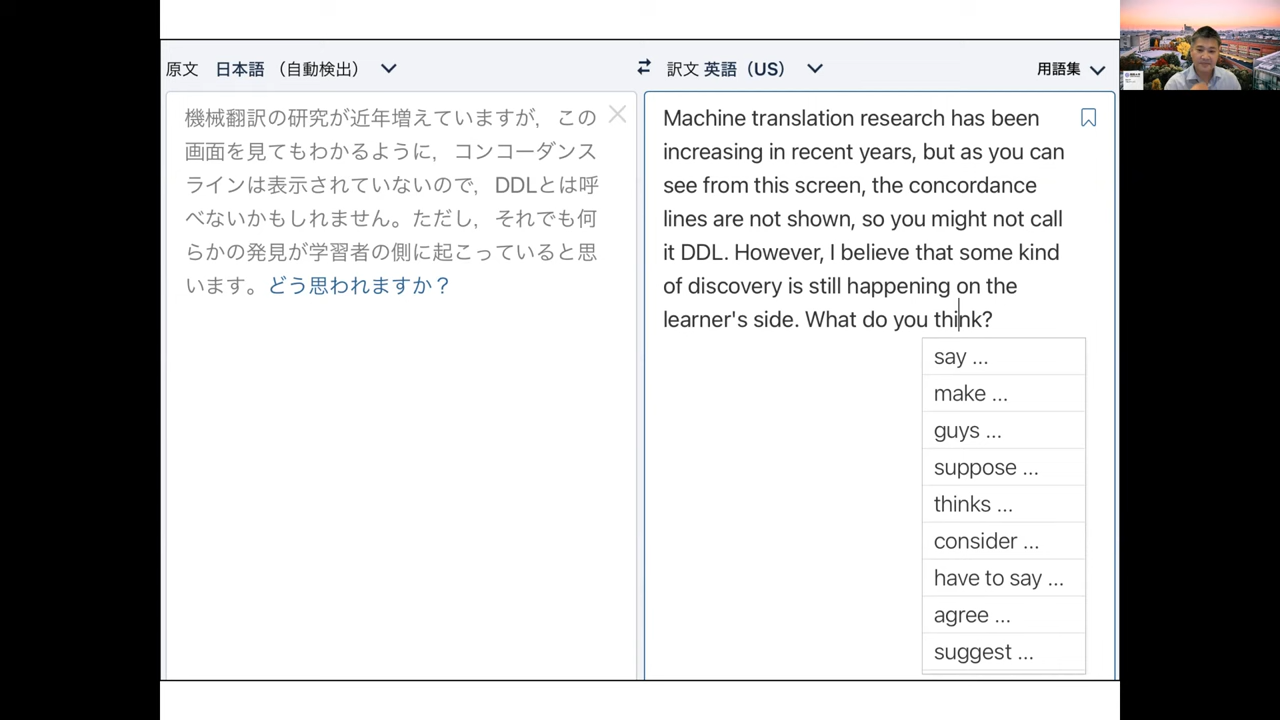 原文 日本語 （自動検出）
訳文 英語（US）
用語集
機械翻訳の研究が近年増えていますが，この
画面を見てもわかるように，コンコーダンス
ラインは表示されていないので，DDLとは呼
べないかもしれません。ただし，それでも何
らかの発見が学習者の側に起こっていると思
います。どう思われますか？
Machine translation research has been
increasing in recent years, but as you can
see from this screen, the concordance
lines are not shown, so you might not call
it DDL. However, I believe that some kind
of discovery is still happening on the
learner's side. What do you think?
say ...
make ...
guys ...
suppose ...
thinks ...
consider ...
have to say ...
agree ...
suggest ...